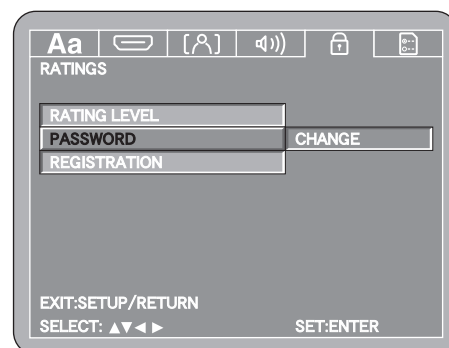 Aa
RATINGS
RATING LEVEL
PASSWORD CHANGE
REGISTRATION
EXIT:SETUP/RETURN
SELECT: ▲▼◄► SET:ENTER